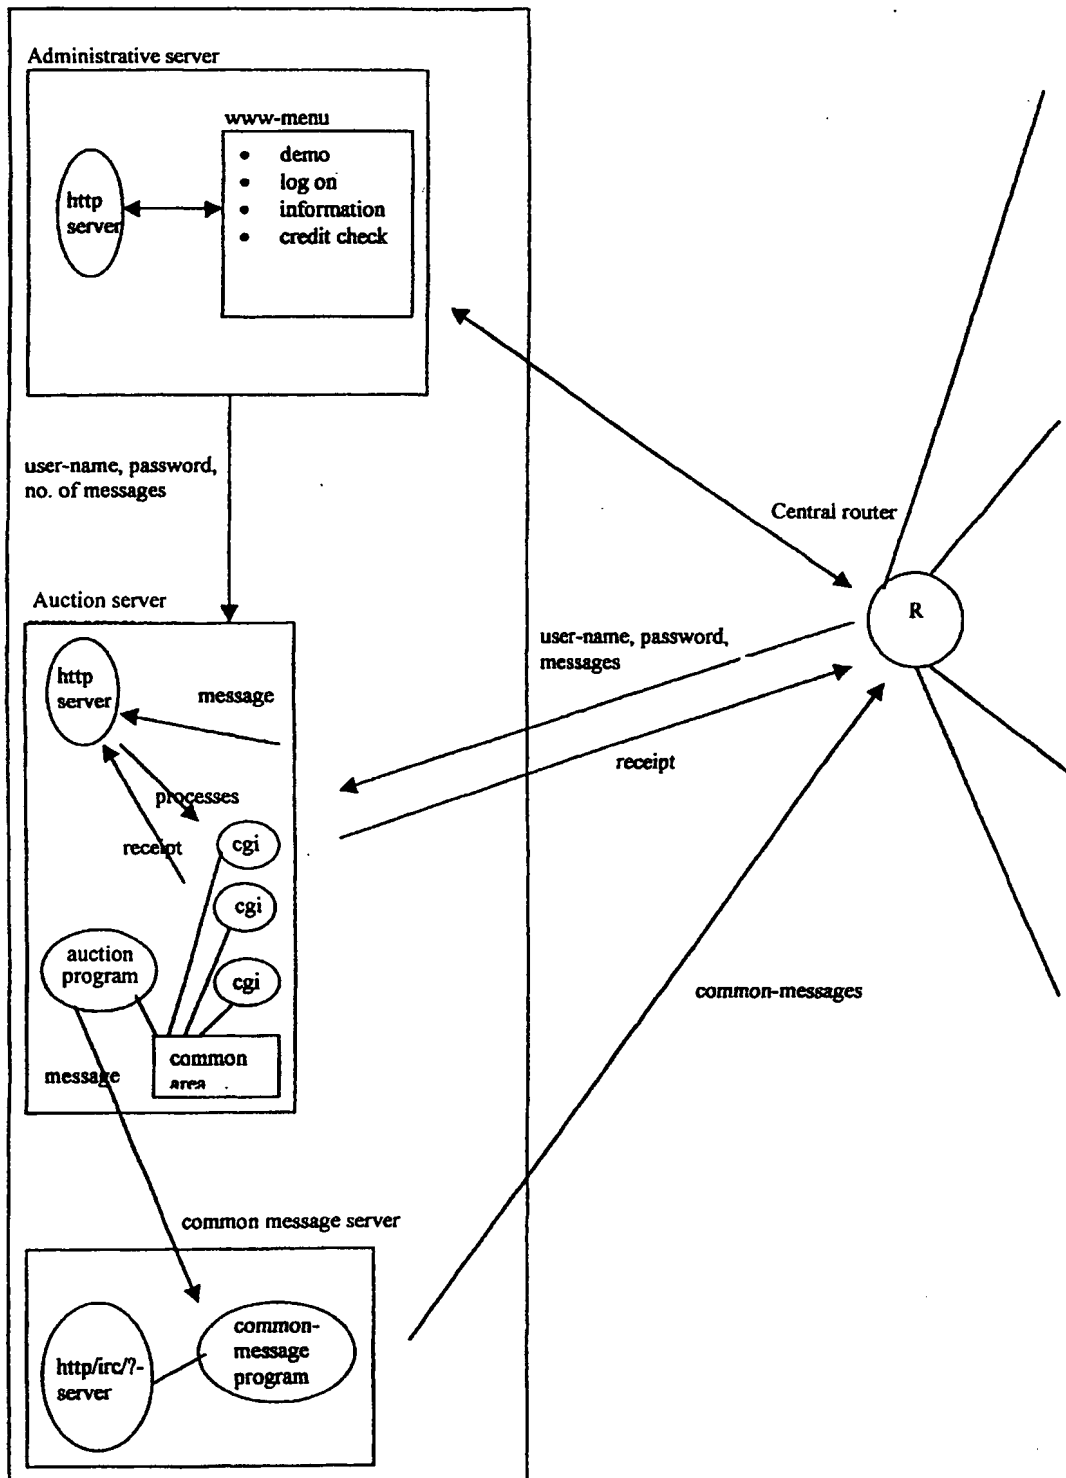 Administrative server
www-menu
• demo
• log on
• information
• credit check
http
server
user-name, password,
no. of messages
Central router
R
Auction server
http
server
message
processes
receipt
cgi
cgi
cgi
auction
program
common
area
message
user-name, password,
messages
receipt
common-messages
common message server
http/irc/?-
server
common-
message
program